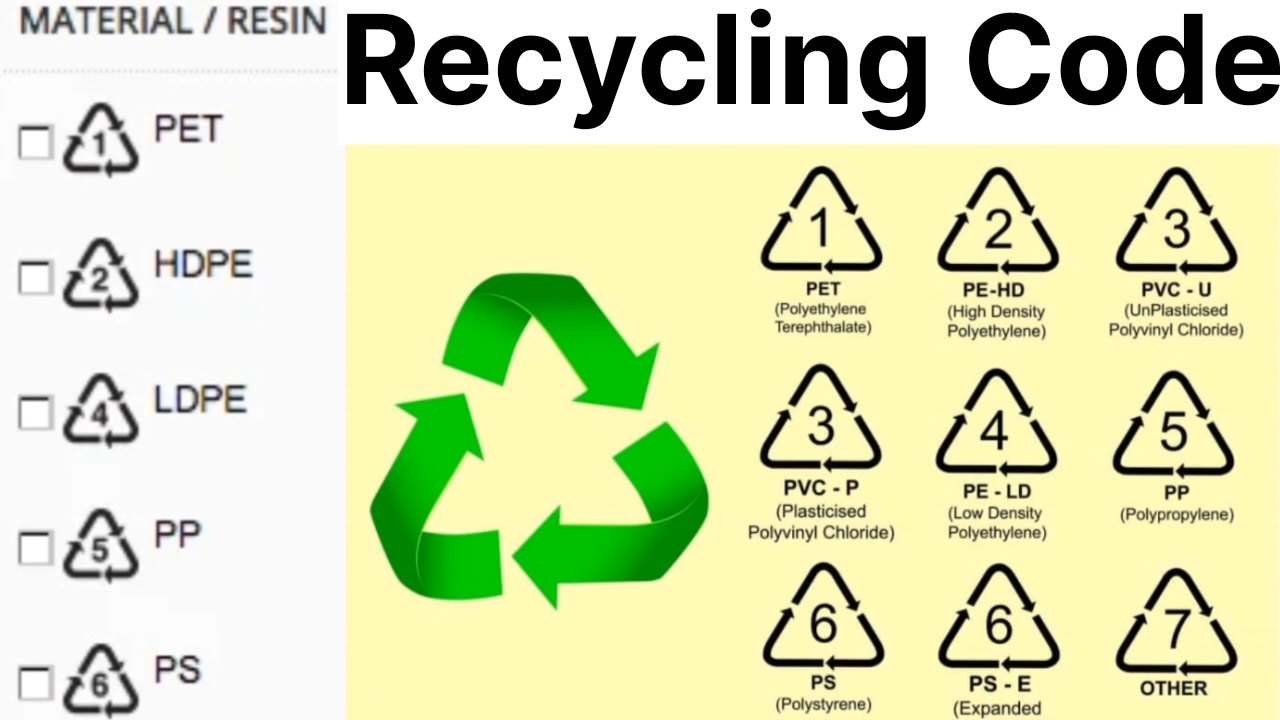 MATERIAL / RESIN
1 PET
2 HDPE
4 LDPE
5 PP
6 PS
Recycling Code
1
PET
(Polyethylene
Terephthalate)
2
PE-HD
(High Density
Polyethylene)
3
PVC - U
(UnPlasticised
Polyvinyl Chloride)
3
PVC - P
(Plasticised
Polyvinyl Chloride)
4
PE - LD
(Low Density
Polyethylene)
5
PP
(Polypropylene)
6
PS
(Polystyrene)
6
PS - E
(Expanded
7
OTHER